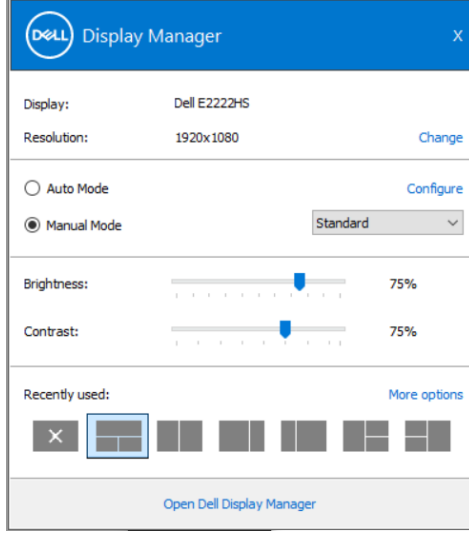 DELL Display Manager X
Display: Dell E2222HS
Resolution: 1920x1080 Change
Auto Mode Configure
Manual Mode Standard
Brightness: 75%
Contrast: 75%
Recently used: More options
Open Dell Display Manager